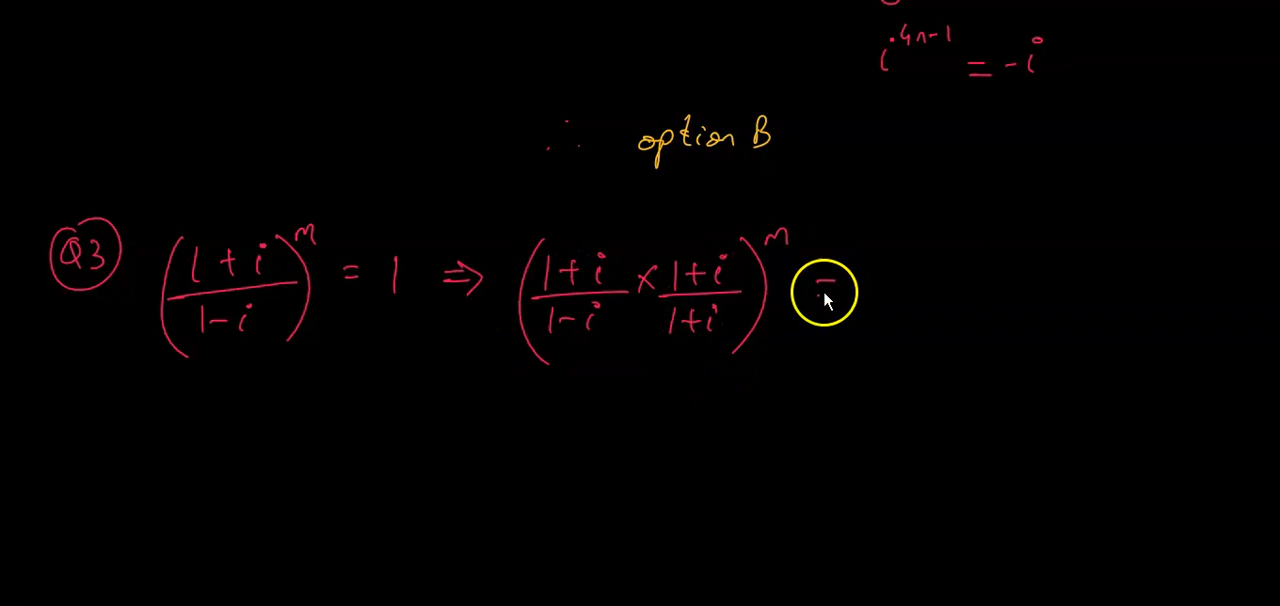 i^{4n-1} = -i
∴ option B
Q3 ((1+i)/(1-i))^m = 1 ⇒ ((1+i)/(1-i) × (1+i)/(1+i))^m =